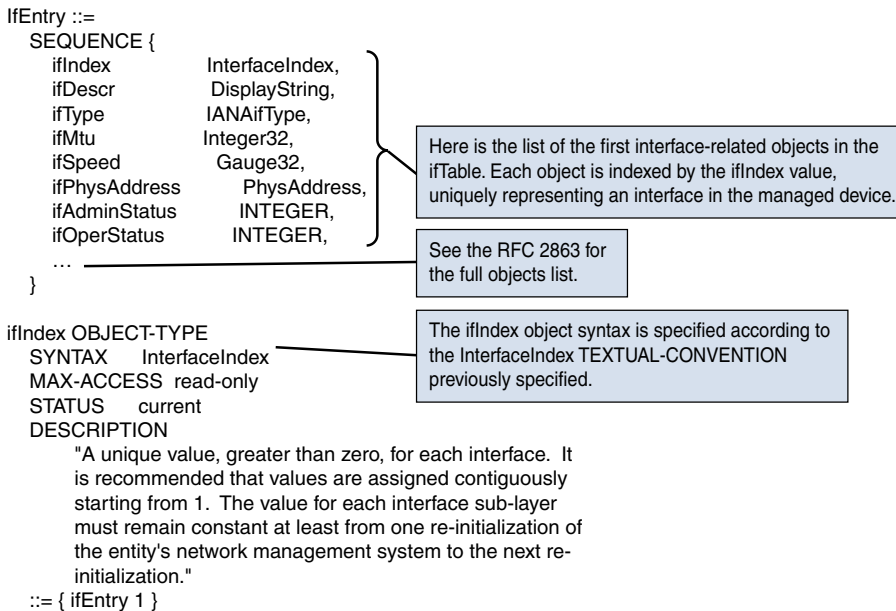 IfEntry ::=
SEQUENCE {
ifIndex InterfaceIndex,
ifDescr DisplayString,
ifType IANAifType,
ifMtu Integer32,
ifSpeed Gauge32,
ifPhysAddress PhysAddress,
ifAdminStatus INTEGER,
ifOperStatus INTEGER,
…
}
Here is the list of the first interface-related objects in the
ifTable. Each object is indexed by the ifIndex value,
uniquely representing an interface in the managed device.
See the RFC 2863 for
the full objects list.
ifIndex OBJECT-TYPE
SYNTAX InterfaceIndex
MAX-ACCESS read-only
STATUS current
DESCRIPTION
"A unique value, greater than zero, for each interface. It
is recommended that values are assigned contiguously
starting from 1. The value for each interface sub-layer
must remain constant at least from one re-initialization of
the entity's network management system to the next re-
initialization."
::= { ifEntry 1 }
The ifIndex object syntax is specified according to
the InterfaceIndex TEXTUAL-CONVENTION
previously specified.